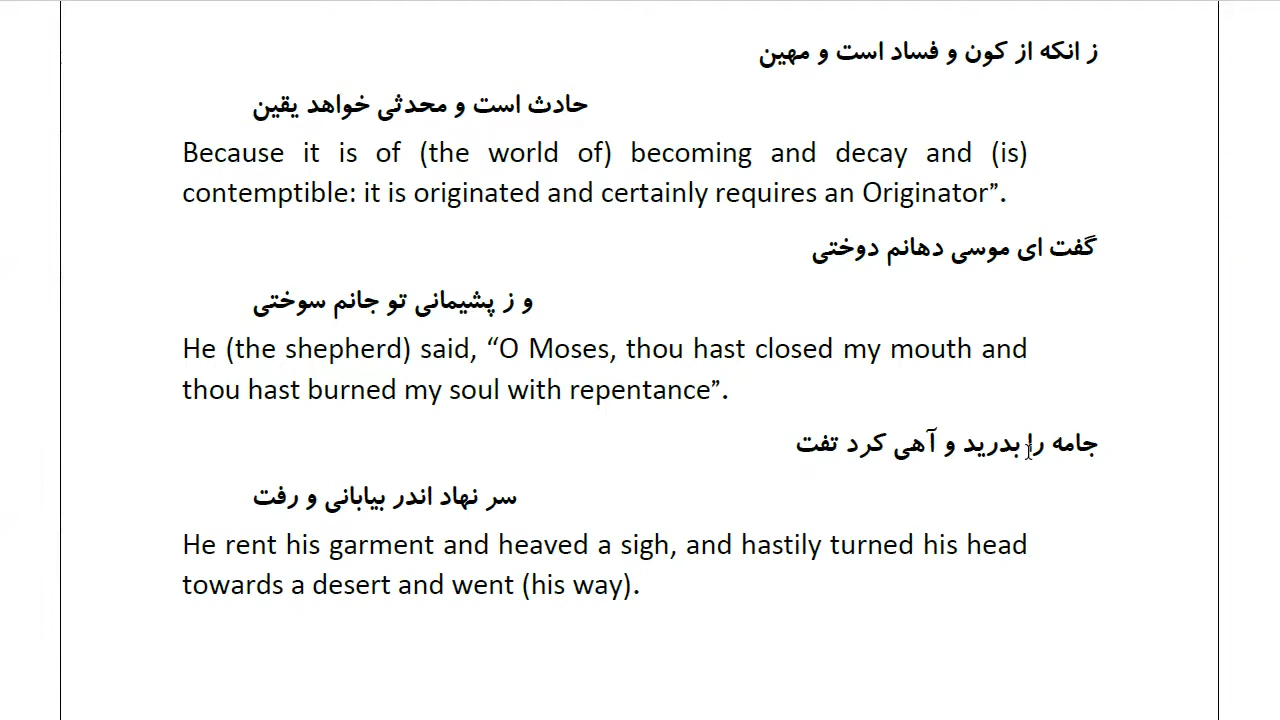 ز انکه از کون و فساد است و مهین
حادث است و محدثی خواهد یقین
Because it is of (the world of) becoming and decay and (is)
contemptible: it is originated and certainly requires an Originator”.
گفت ای موسی دهانم دوختی
و ز پشیمانی تو جانم سوختی
He (the shepherd) said, “O Moses, thou hast closed my mouth and
thou hast burned my soul with repentance”.
جامه را بدرید و آهی کرد تفت
سر نهاد اندر بیابانی و رفت
He rent his garment and heaved a sigh, and hastily turned his head
towards a desert and went (his way).